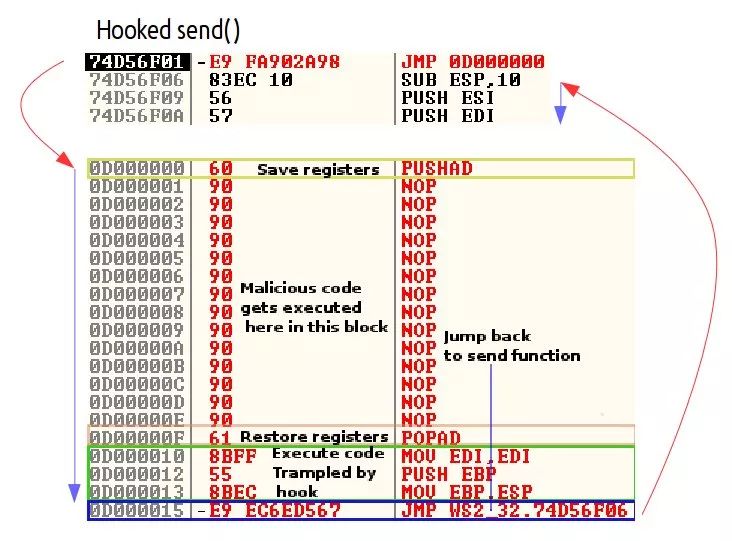 Hooked send()
74D56F01 -E9 FA902A98 JMP 0D000000
74D56F06 83EC 10 SUB ESP,10
74D56F09 56 PUSH ESI
74D56F0A 57 PUSH EDI
0D000000 60 Save registers PUSHAD
0D000001 90 NOP
0D000002 90 NOP
0D000003 90 NOP
0D000004 90 NOP
0D000005 90 NOP
0D000006 90 NOP
0D000007 90 Malicious code NOP
0D000008 90 gets executed NOP
0D000009 90 here in this block NOP Jump back
0D00000A 90 NOP to send function
0D00000B 90 NOP
0D00000C 90 NOP
0D00000D 90 NOP
0D00000E 90 NOP
0D00000F 61 Restore registers POPAD
0D000010 8BFF Execute code MOV EDI,EDI
0D000012 55 Trampled by PUSH EBP
0D000013 8BEC hook MOV EBP,ESP
0D000015 -E9 EC6ED567 JMP WS2_32.74D56F06